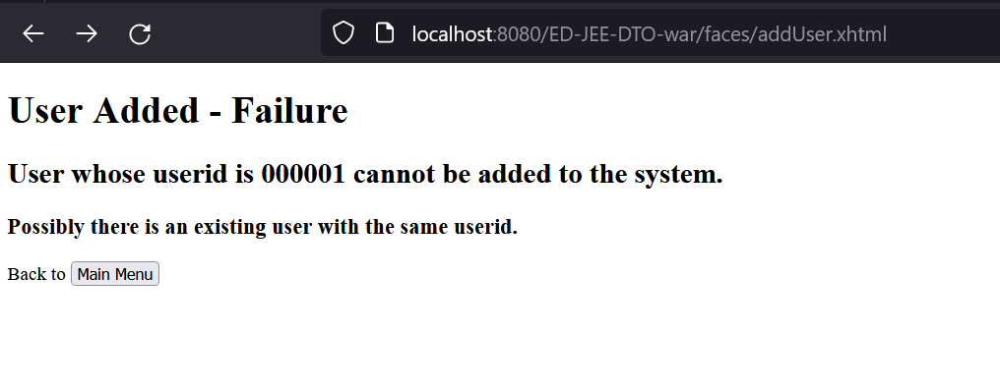 localhost:8080/ED-JEE-DTO-war/faces/addUser.xhtml
User Added - Failure
User whose userid is 000001 cannot be added to the system.
Possibly there is an existing user with the same userid.
Back to Main Menu